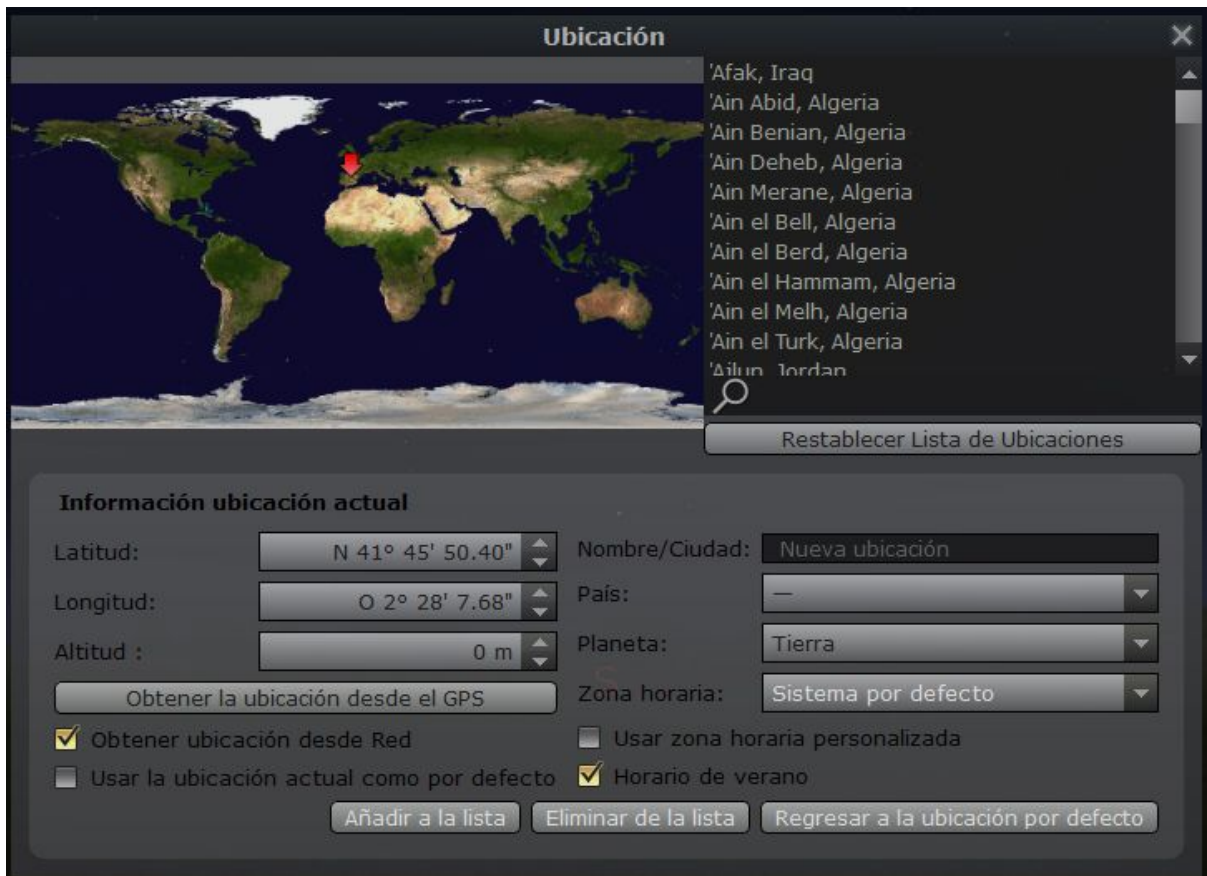 Ubicación
'Afak, Iraq
'Ain Abid, Algeria
'Ain Benian, Algeria
'Ain Deheb, Algeria
'Ain Merane, Algeria
'Ain el Bell, Algeria
'Ain el Berd, Algeria
'Ain el Hammam, Algeria
'Ain el Melh, Algeria
'Ain el Turk, Algeria
'Ajlun, Jordan
Restablecer Lista de Ubicaciones
Información ubicación actual
Latitud: N 41º 45' 50.40"
Longitud: O 2º 28' 7.68"
Altitud : 0 m
Obtener la ubicación desde el GPS
Obtener ubicación desde Red
Usar la ubicación actual como por defecto
Nombre/Ciudad: Nueva ubicación
País: —
Planeta: Tierra
S
Zona horaria: Sistema por defecto
Usar zona horaria personalizada
Horario de verano
Añadir a la lista
Eliminar de la lista
Regresar a la ubicación por defecto